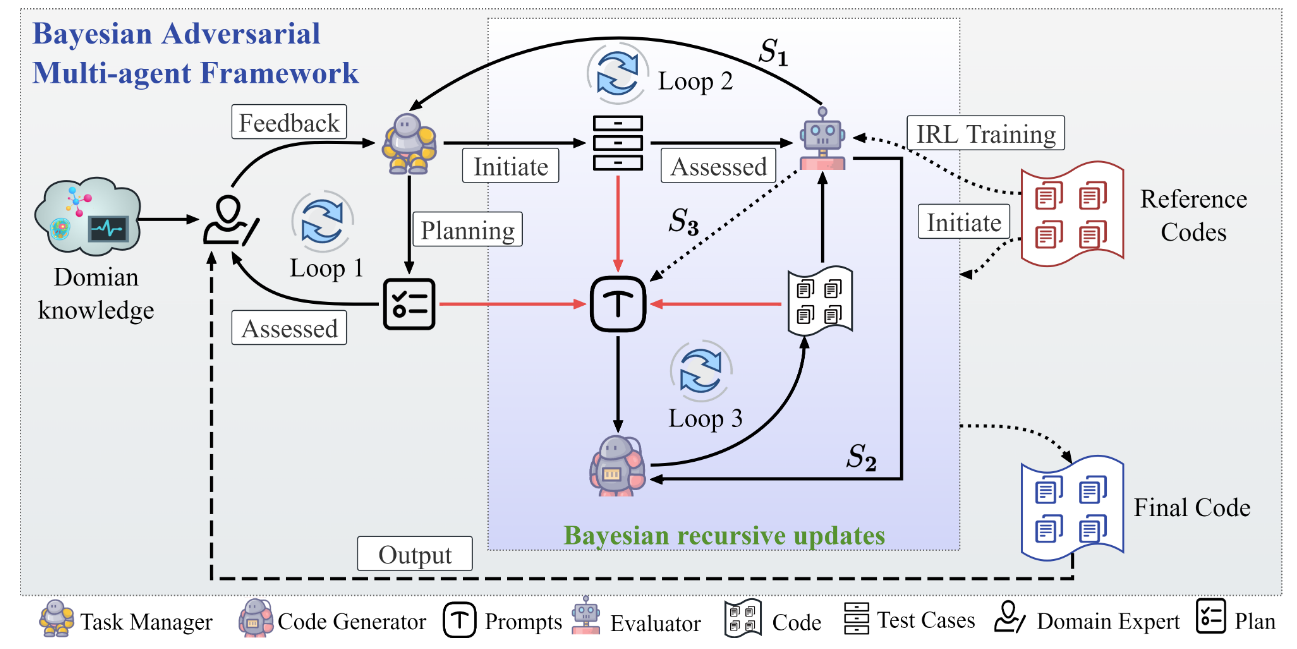 Bayesian Adversarial
Multi-agent Framework
S₁
Loop 2
Feedback
IRL Training
Initiate
Assessed
Reference
Codes
Initiate
S₃
Planning
Loop 1
Domian
knowledge
Assessed
Loop 3
S₂
Final Code
Bayesian recursive updates
Output
Task Manager
Code Generator
Prompts
Evaluator
Code
Test Cases
Domain Expert
Plan